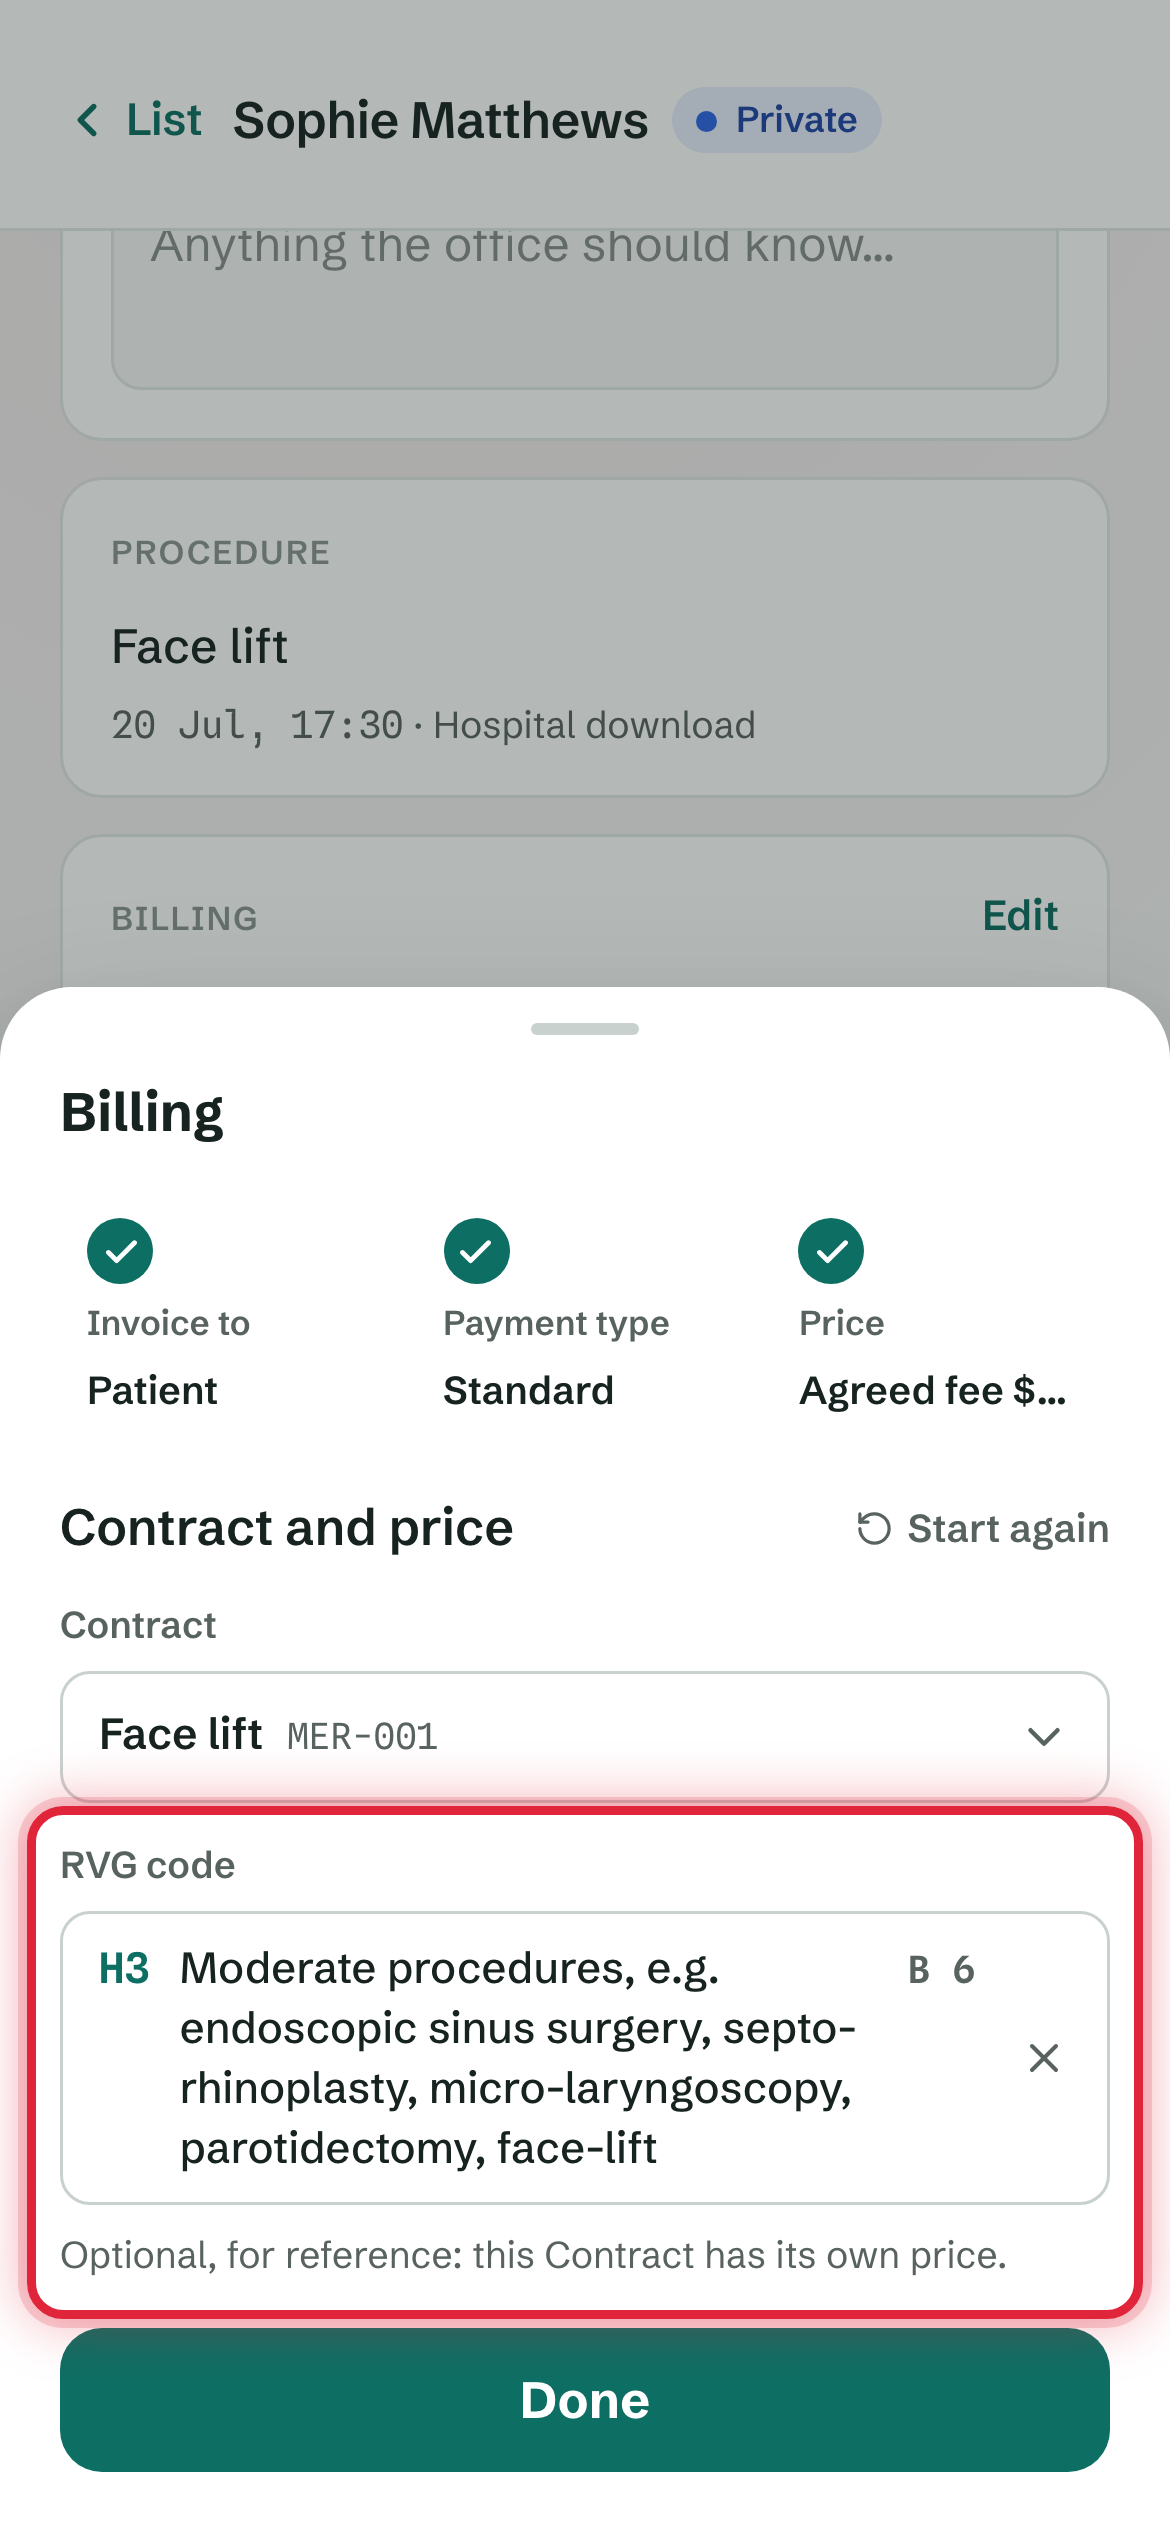 List Sophie Matthews Private
Anything the office should know...
PROCEDURE
Face lift
20 Jul, 17:30 · Hospital download
BILLING Edit
Billing
Invoice to Payment type Price
Patient Standard Agreed fee $...
Contract and price Start again
Contract
Face lift MER-001
RVG code
H3 Moderate procedures, e.g. B 6
endoscopic sinus surgery, septo-
rhinoplasty, micro-laryngoscopy,
parotidectomy, face-lift
Optional, for reference: this Contract has its own price.
Done